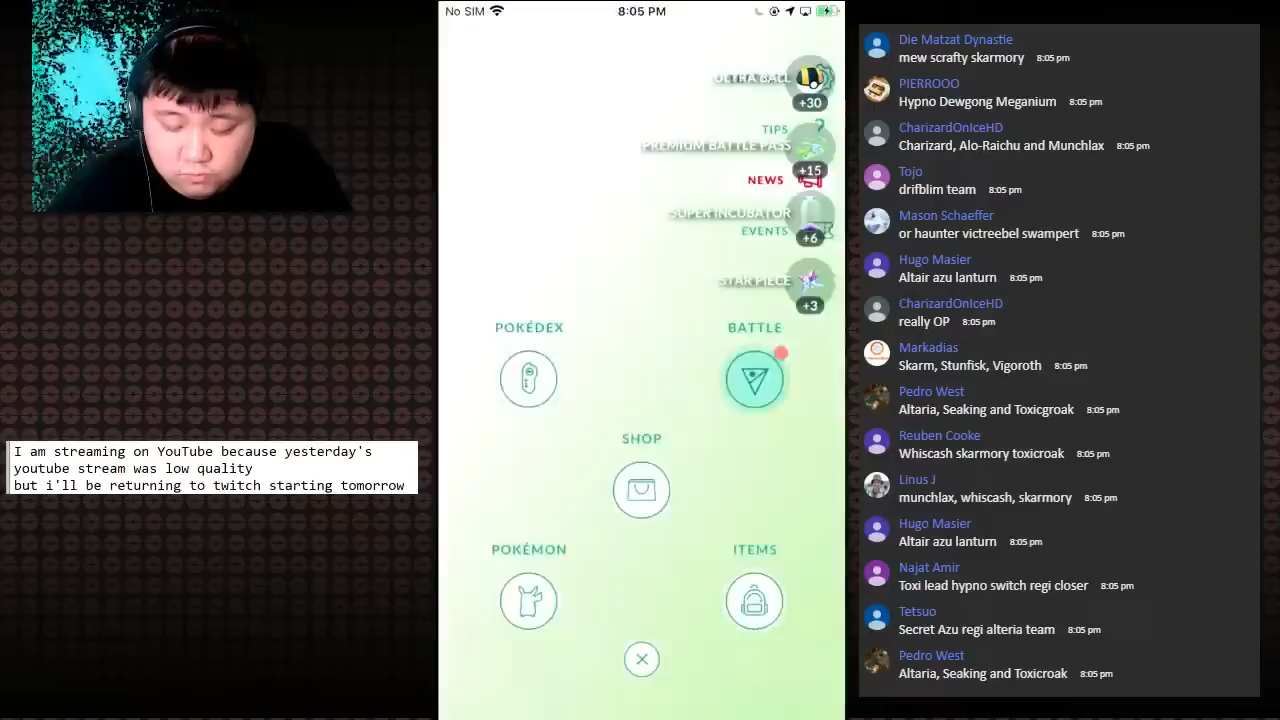 I am streaming on YouTube because yesterday's
youtube stream was low quality
but i'll be returning to twitch starting tomorrow
No SIM
8:05 PM
ULTRA BALL
+30
TIPS
PREMIUM BATTLE PASS
+15
NEWS
SUPER INCUBATOR
EVENTS
+6
STAR PIECE
+3
POKÉDEX
BATTLE
SHOP
POKÉMON
ITEMS
Die Matzat Dynastie
mew scrafty skarmory 8:05 pm
PIERROOO
Hypno Dewgong Meganium 8:05 pm
CharizardOnIceHD
Charizard, Alo-Raichu and Munchlax 8:05 pm
Tojo
drifblim team 8:05 pm
Mason Schaeffer
or haunter victreebel swampert 8:05 pm
Hugo Masier
Altair azu lanturn 8:05 pm
CharizardOnIceHD
really OP 8:05 pm
Markadias
Skarm, Stunfisk, Vigoroth 8:05 pm
Pedro West
Altaria, Seaking and Toxicgroak 8:05 pm
Reuben Cooke
Whiscash skarmory toxicroak 8:05 pm
Linus J
munchlax, whiscash, skarmory 8:05 pm
Hugo Masier
Altair azu lanturn 8:05 pm
Najat Amir
Toxi lead hypno switch regi closer 8:05 pm
Tetsuo
Secret Azu regi alteria team 8:05 pm
Pedro West
Altaria, Seaking and Toxicroak 8:05 pm